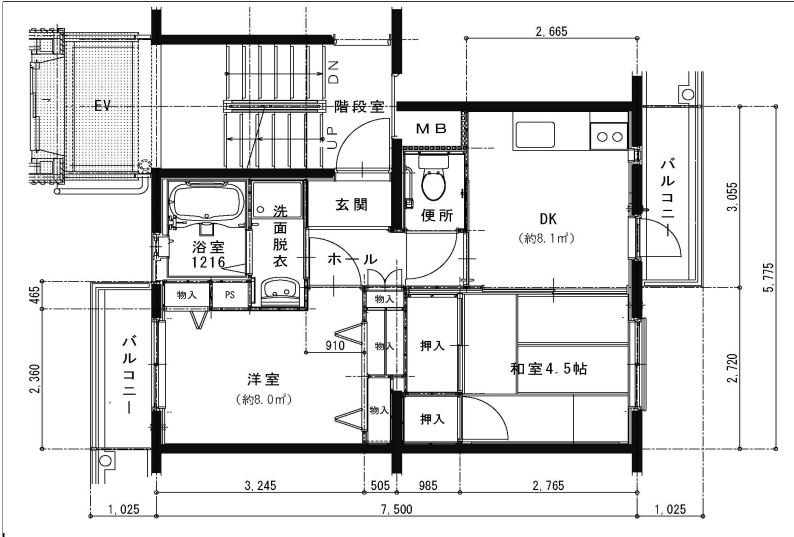 2,665
EV
DN
UP
階段室
MB
バルコニー
3,055
5,775
玄関
便所
DK
(約8.1㎡)
洗面脱衣
浴室
1216
ホール
465
物入
PS
物入
2,360
バルコニー
910
押入
和室4.5帖
2,720
洋室
(約8.0㎡)
物入
押入
3,245
505
985
2,765
1,025
7,500
1,025